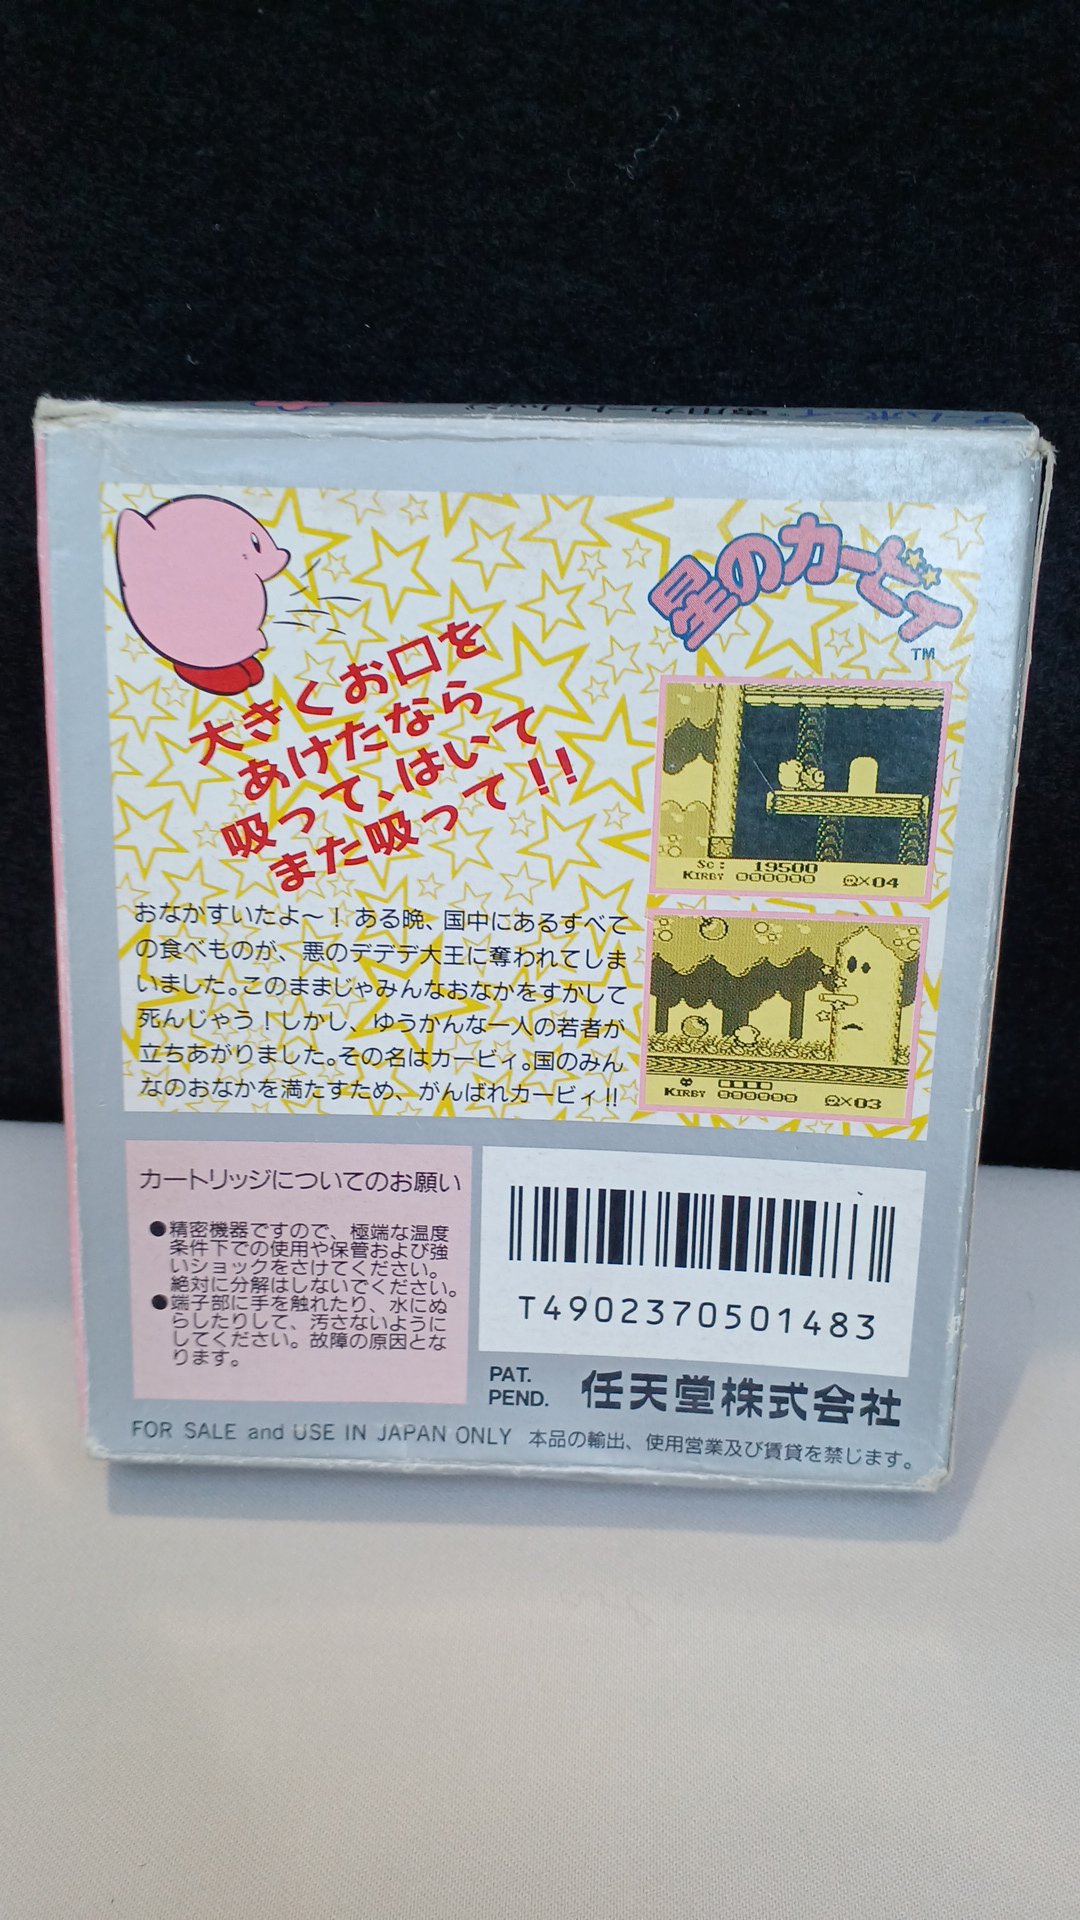 ゲームボーイ専用カートリッジ
星のカービィ
TM
大きくお口を
あけたなら
吸って、はいて
また吸って!!
Sc: 19500
KIRBY ×04
KIRBY ×03
おなかすいたよ〜！ある晩、国中にあるすべて
の食べものが、悪のデデデ大王に奪われてしま
いました。このままじゃみんなおなかをすかして
死んじゃう！しかし、ゆうかんな一人の若者が
立ちあがりました。その名はカービィ。国のみん
なのおなかを満たすため、がんばれカービィ!!
カートリッジについてのお願い
●精密機器ですので、極端な温度
条件下での使用や保管および強
いショックをさけてください。
絶対に分解はしないでください。
●端子部に手を触れたり、水にぬ
らしたりして、汚さないように
してください。故障の原因とな
ります。
T4902370501483
PAT.
PEND.
任天堂株式会社
FOR SALE and USE IN JAPAN ONLY 本品の輸出、使用営業及び賃貸を禁じます。